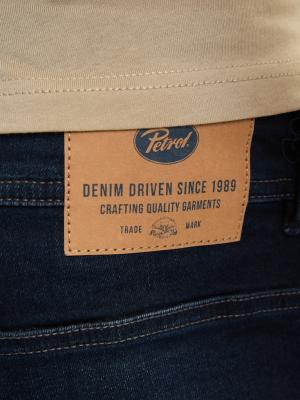 Petrol
DENIM DRIVEN SINCE 1989
CRAFTING QUALITY GARMENTS
TRADE MARK